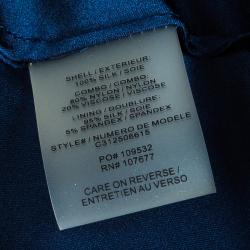 SHELL / EXTERIEUR:
100% SILK / SOIE
COMBO / COMBO:
80% NYLON / NYLON
20% VISCOSE / VISCOSE
LINING / DOUBLURE:
95% SILK / SOIE
5% SPANDEX / SPANDEX
STYLE# / NUMERO DE MODELE
C312508615
PO# 109532
RN# 107677
CARE ON REVERSE /
ENTRETIEN AU VERSO